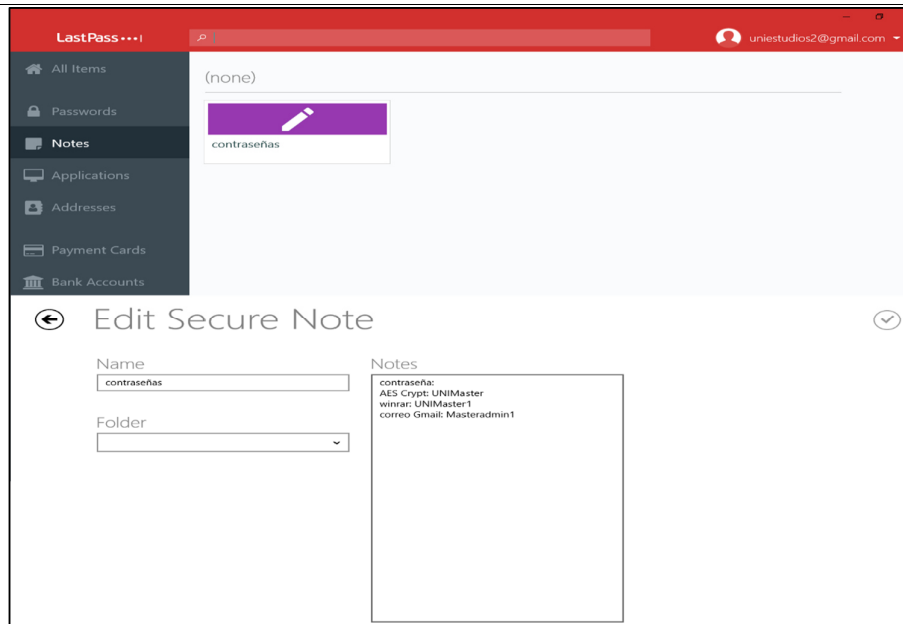 LastPass •••|
uniestudios2@gmail.com
All Items
(none)
Passwords
Notes
contraseñas
Applications
Addresses
Payment Cards
Bank Accounts
Edit Secure Note
Name
contraseñas
Folder
Notes
contraseña:
AES Crypt: UNIMaster
winrar: UNIMaster1
correo Gmail: Masteradmin1